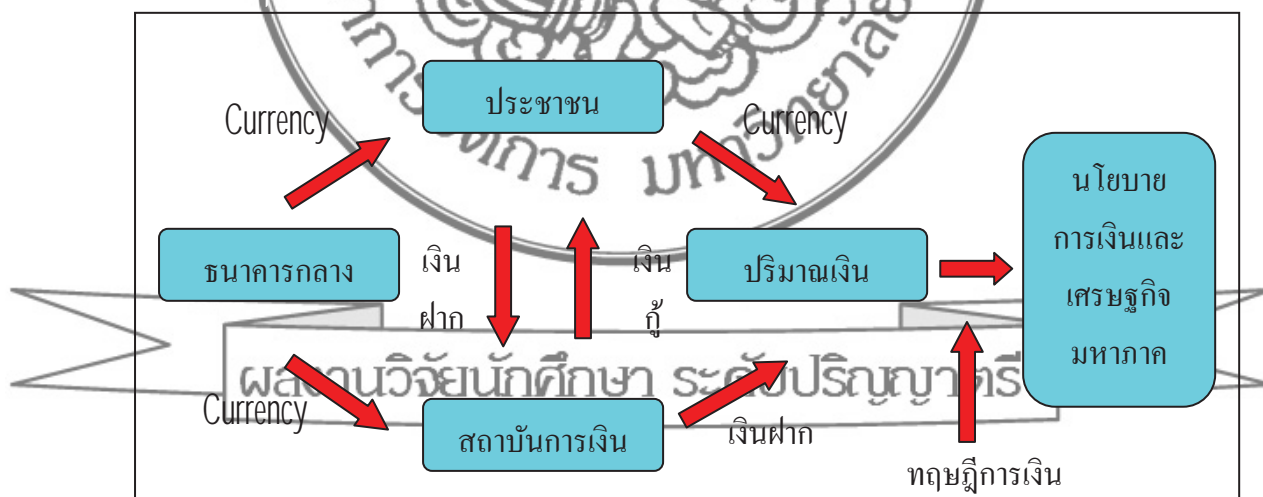 ประชาชน
Currency
Currency
นโยบาย
การเงินและ
เศรษฐกิจ
มหาภาค
ธนาคารกลาง
เงิน
ฝาก
เงิน
กู้
ปริมาณเงิน
ผลงานวิจัยนักศึกษา ระดับปริญญาตรี
Currency
สถาบันการเงิน
เงินฝาก
ทฤษฎีการเงิน